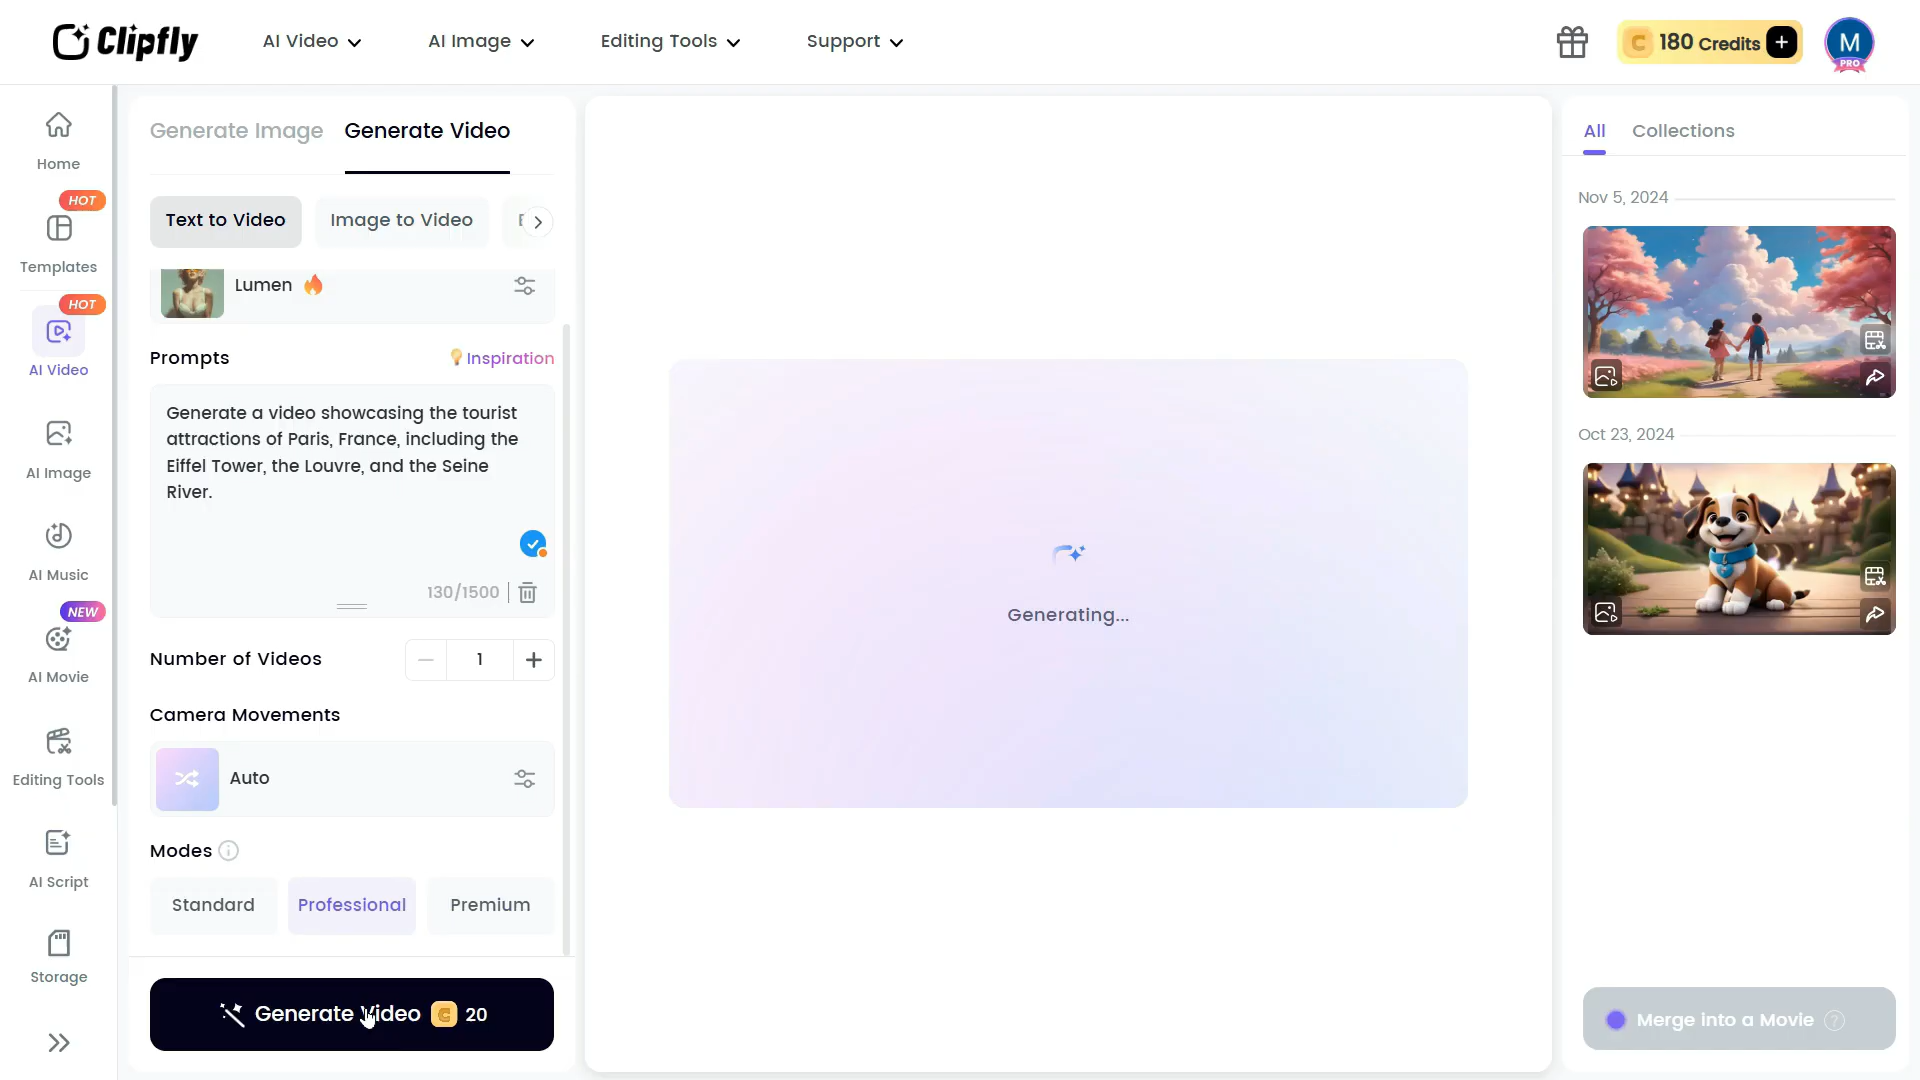 Clipfly
AI Video
AI Image
Editing Tools
Support
C 180 Credits +
M
PRO
Home
HOT
Templates
HOT
AI Video
AI Image
AI Music
NEW
AI Movie
Editing Tools
AI Script
Storage
Generate Image
Generate Video
Text to Video
Image to Video
Lumen
Prompts
Inspiration
Generate a video showcasing the tourist
attractions of Paris, France, including the
Eiffel Tower, the Louvre, and the Seine
River.
130/1500
Number of Videos
1
Camera Movements
Auto
Modes
Standard
Professional
Premium
Generate Video C 20
Generating...
All
Collections
Nov 5, 2024
Oct 23, 2024
Merge into a Movie ?